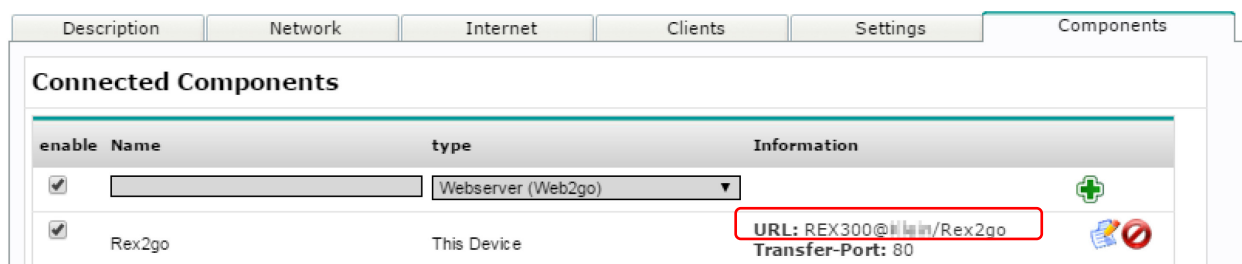 Description Network Internet Clients Settings Components
Connected Components
enable Name type Information
Webserver (Web2go)
URL: REX300@ /Rex2go
Rex2go This Device
Transfer-Port: 80